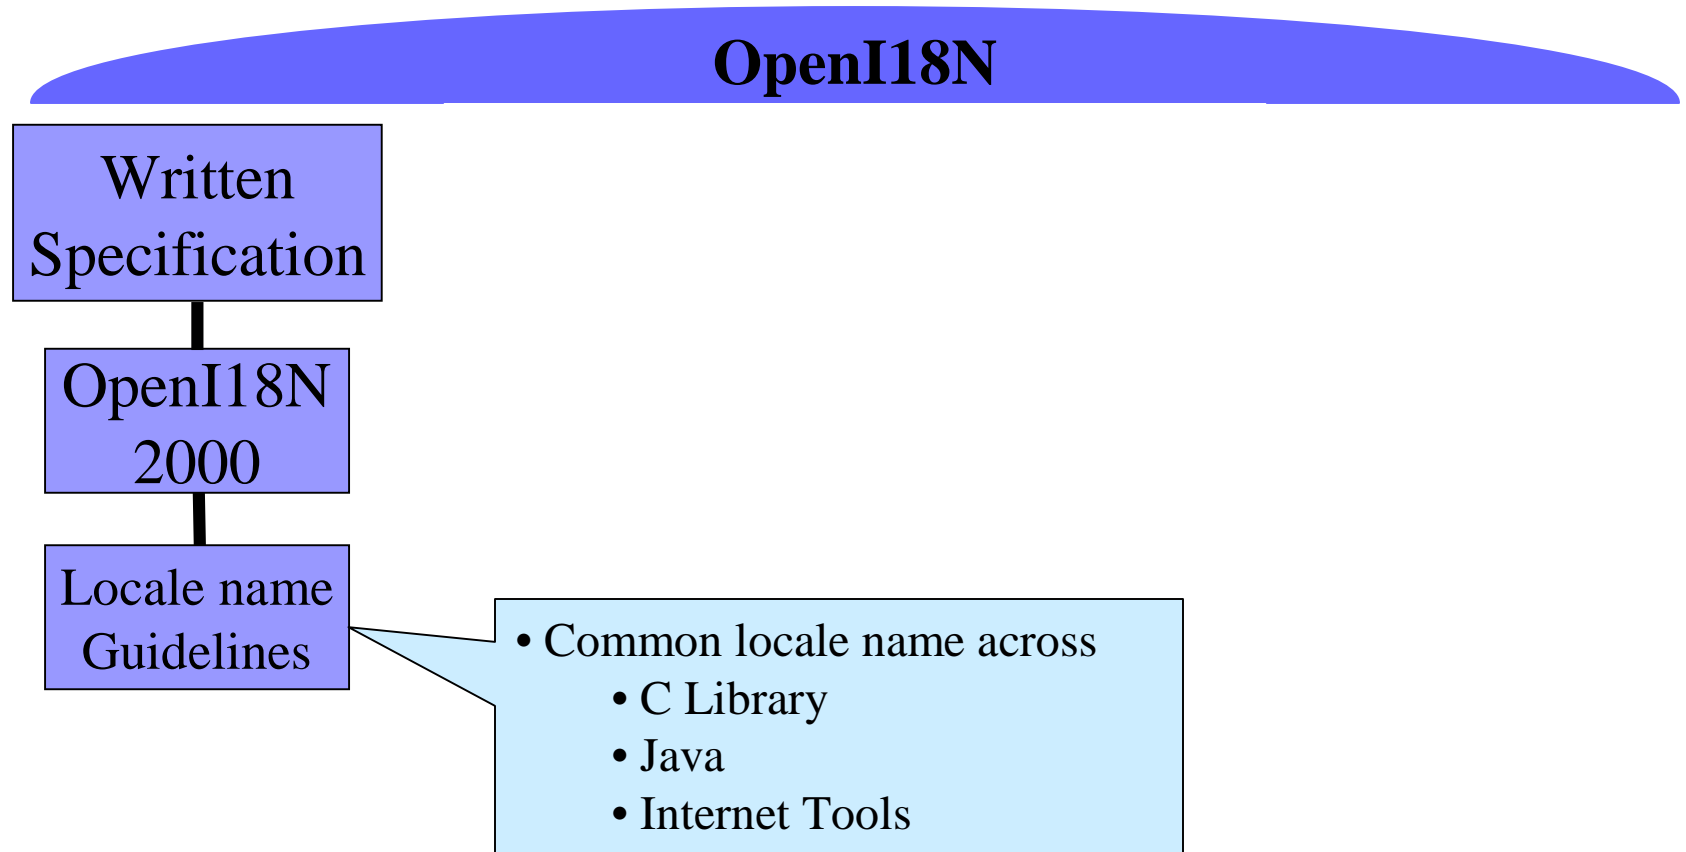 OpenI18N
Written
Specification
OpenI18N
2000
Locale name
Guidelines
• Common locale name across
• C Library
• Java
• Internet Tools